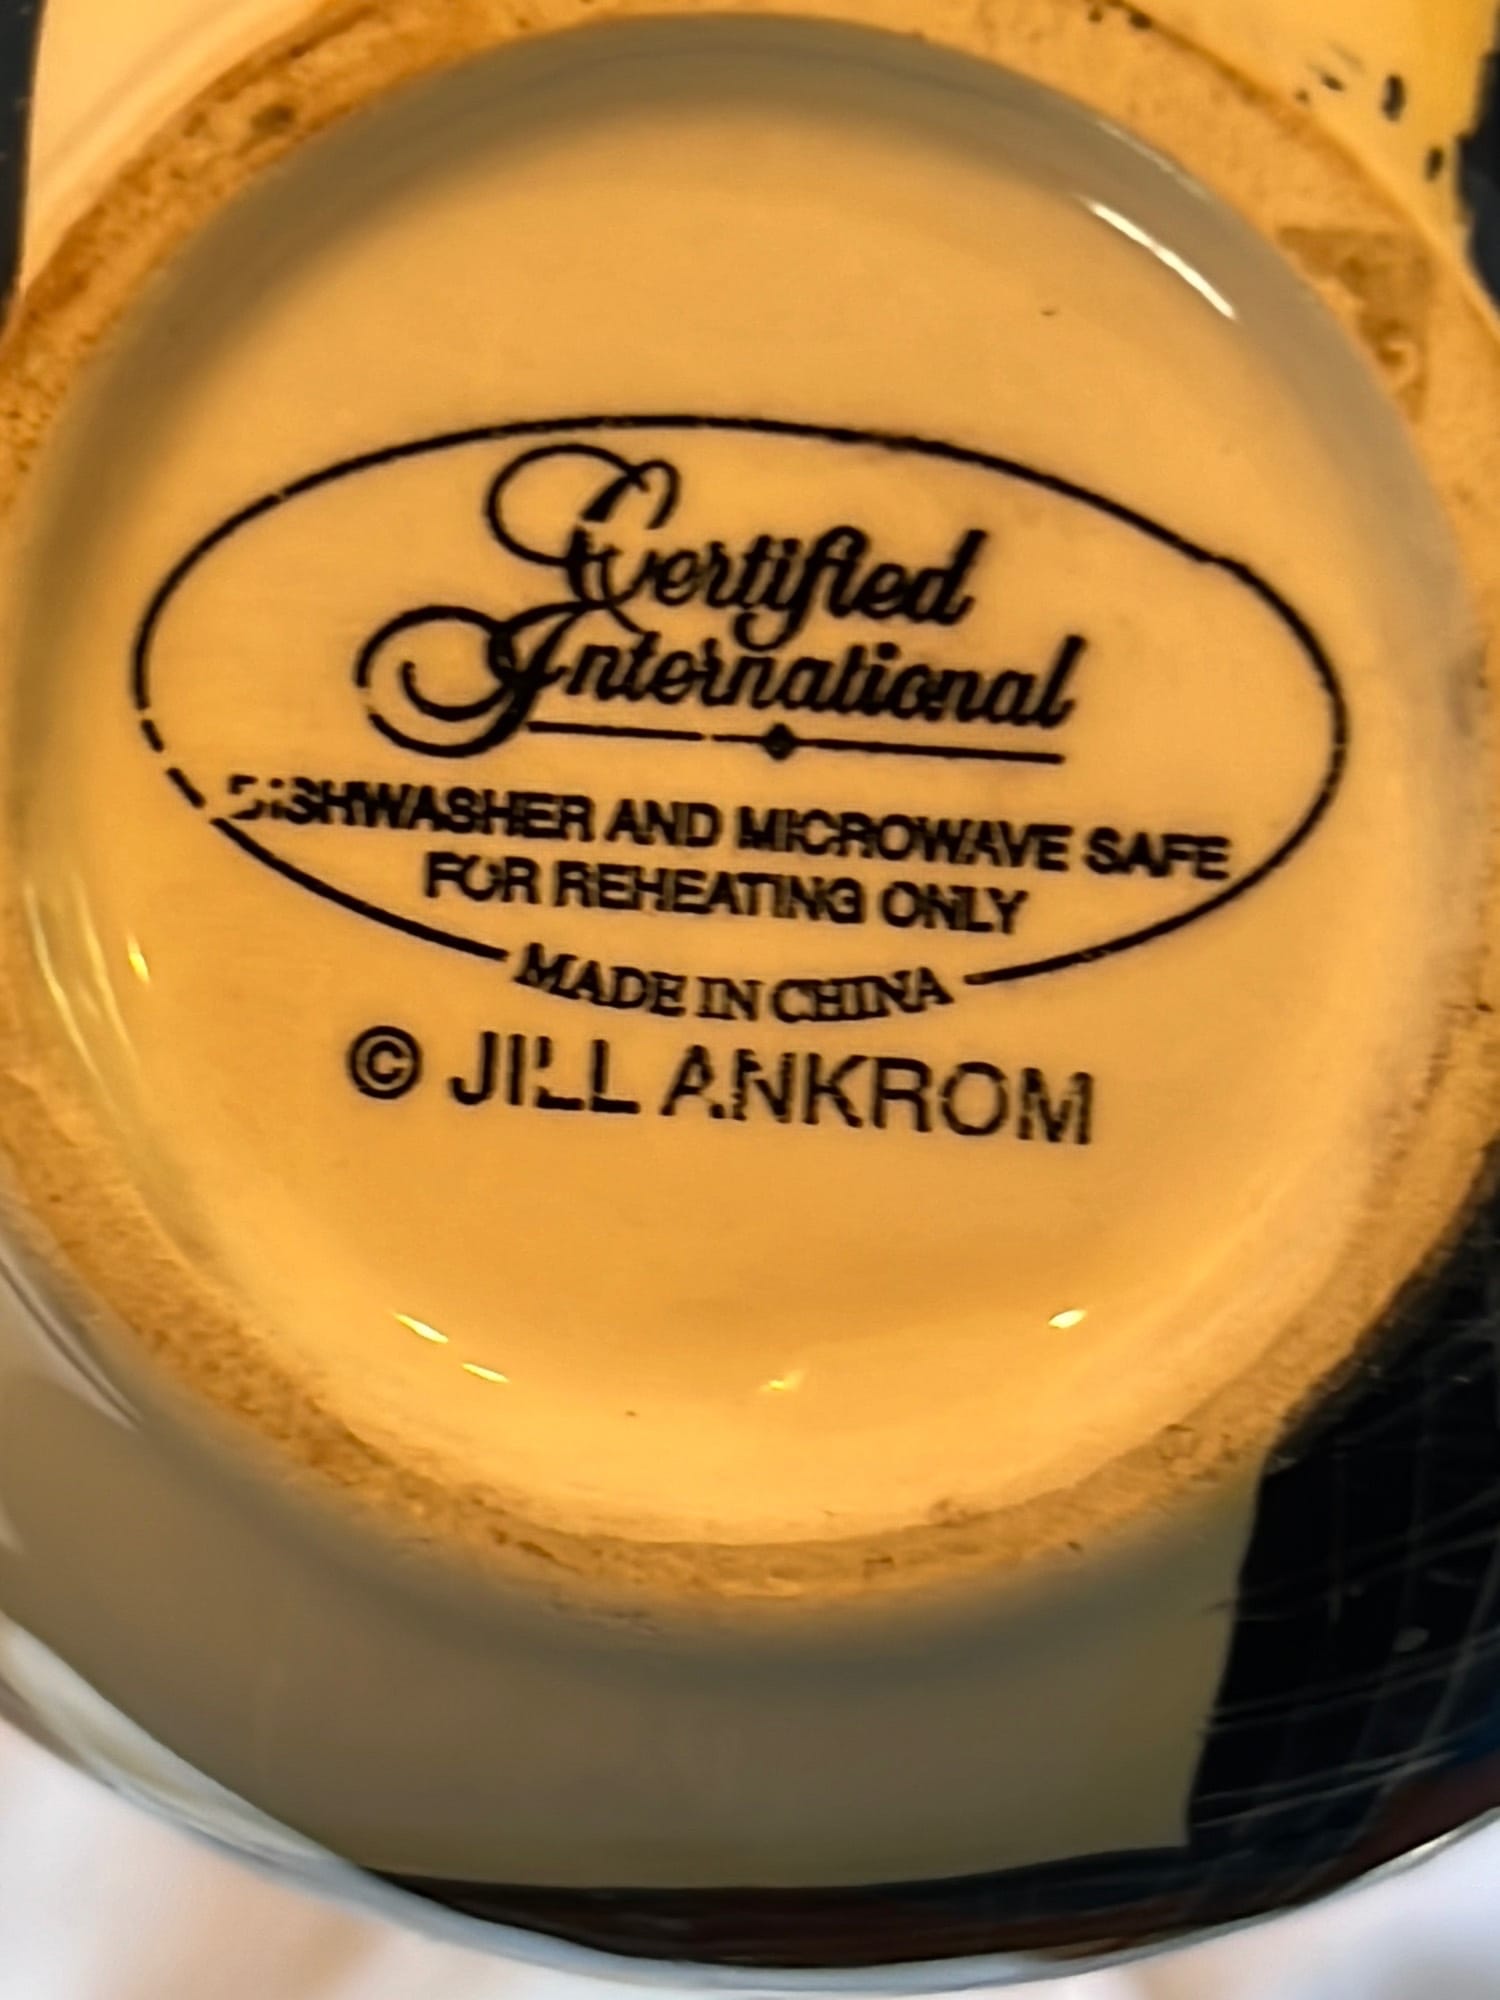 Certified
International
DISHWASHER AND MICROWAVE SAFE
FOR REHEATING ONLY
MADE IN CHINA
© JILL ANKROM